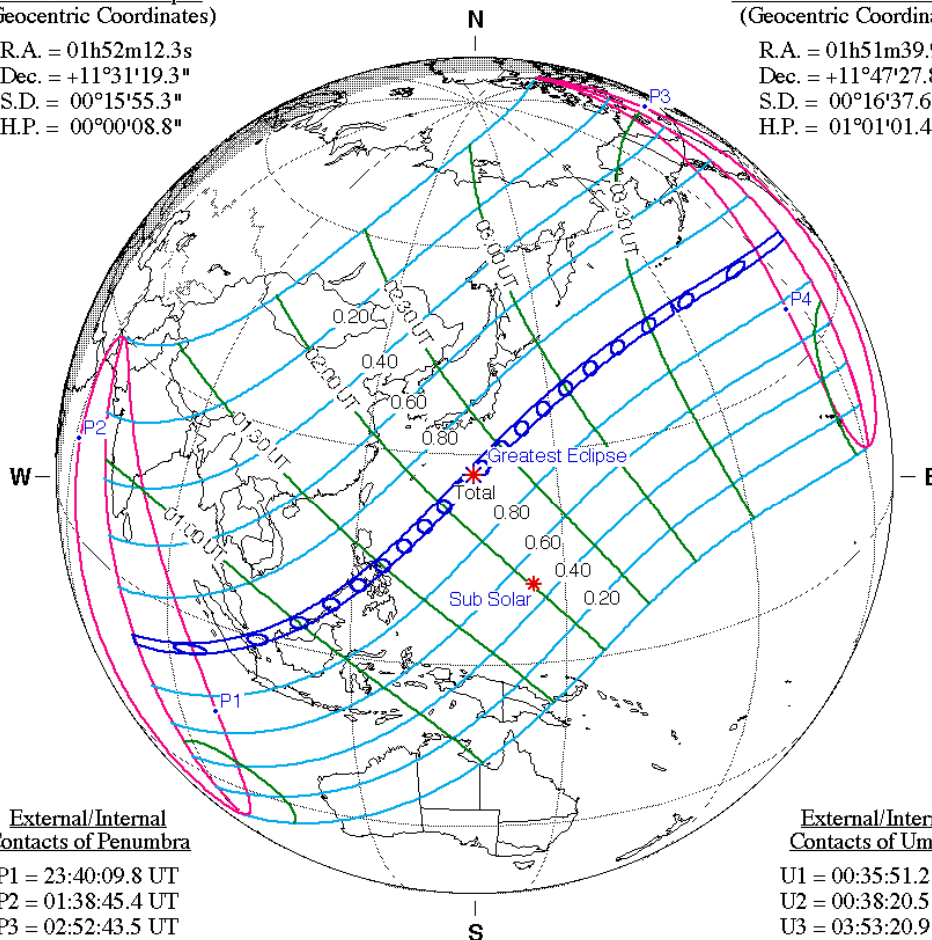 Geocentric Coordinates)
R.A. = 01h52m12.3s
Dec. = +11°31'19.3"
S.D. = 00°15'55.3"
H.P. = 00°00'08.8"
N
(Geocentric Coordina
R.A. = 01h51m39.9
Dec. = +11°47'27.8
S.D. = 00°16'37.6
H.P. = 01°01'01.4
P3
03:30 UT
03:00 UT
02:30 UT
02:00 UT
01:30 UT
01:00 UT
P4
0.20
0.40
0.60
0.80
P2
W
Greatest Eclipse
Total
0.80
0.60
0.40
0.20
Sub Solar
P1
External/Internal
Contacts of Penumbra
P1 = 23:40:09.8 UT
P2 = 01:38:45.4 UT
P3 = 02:52:43.5 UT
S
External/Intern
Contacts of Um
U1 = 00:35:51.2
U2 = 00:38:20.5
U3 = 03:53:20.9